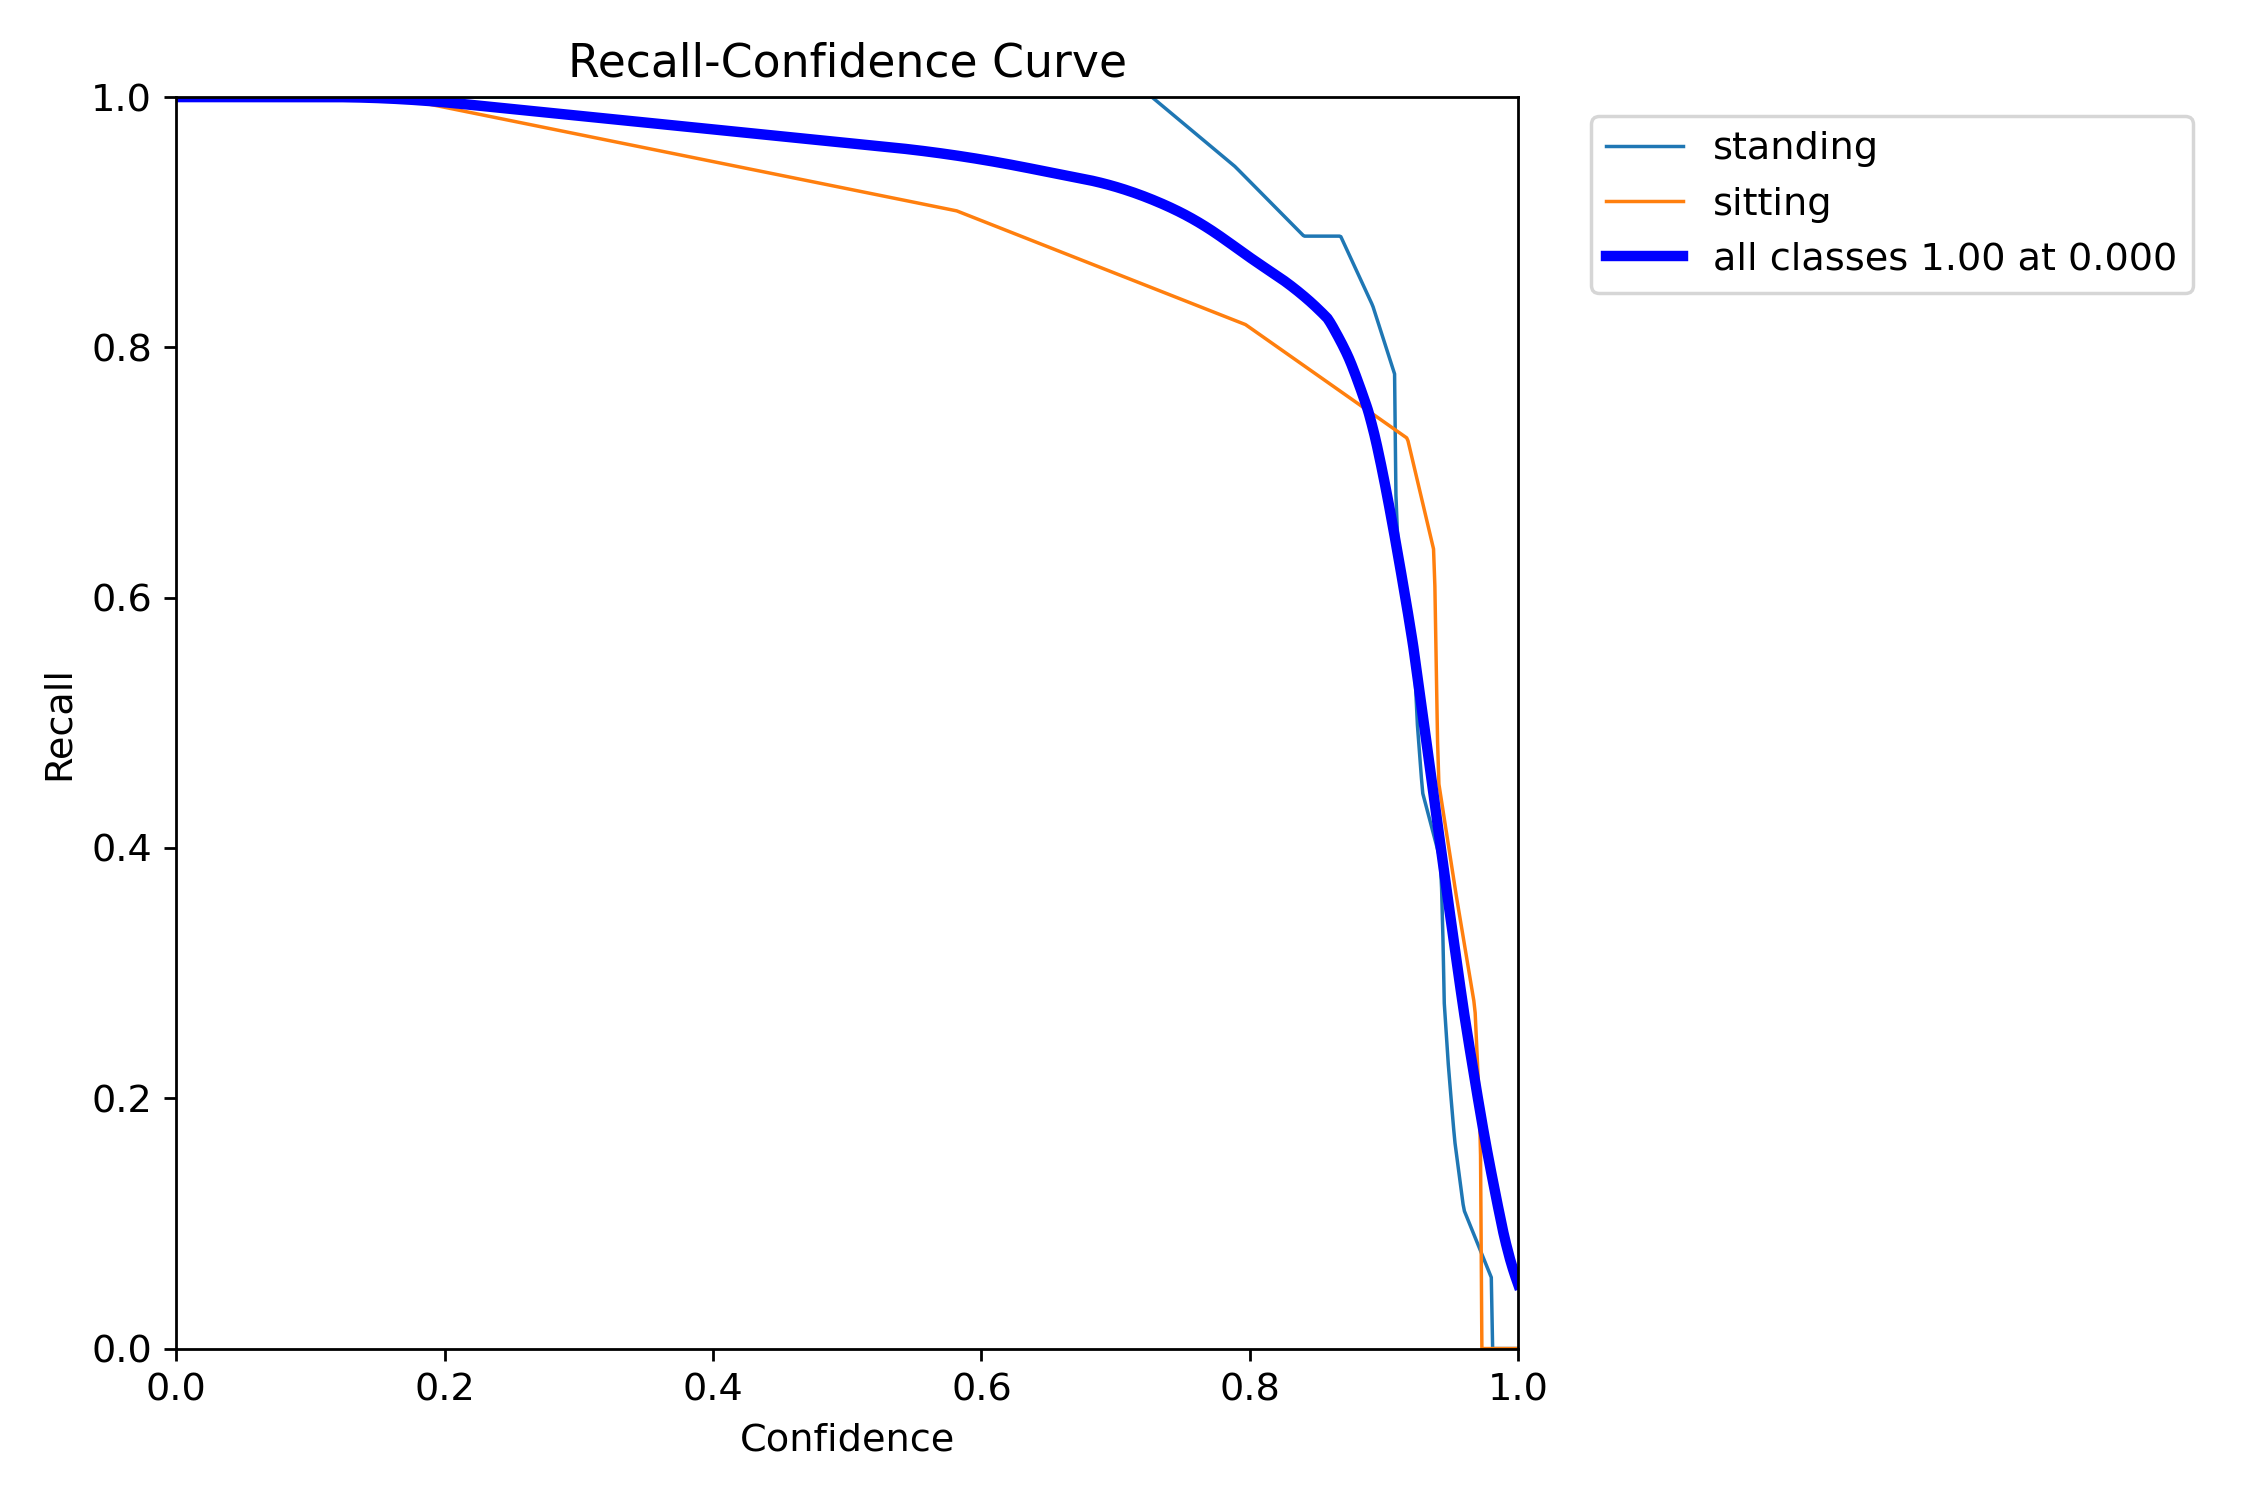 Recall-Confidence Curve
1.0
0.8
0.6
0.4
0.2
0.0
Recall
0.0 0.2 0.4 0.6 0.8 1.0
Confidence
standing
sitting
all classes 1.00 at 0.000